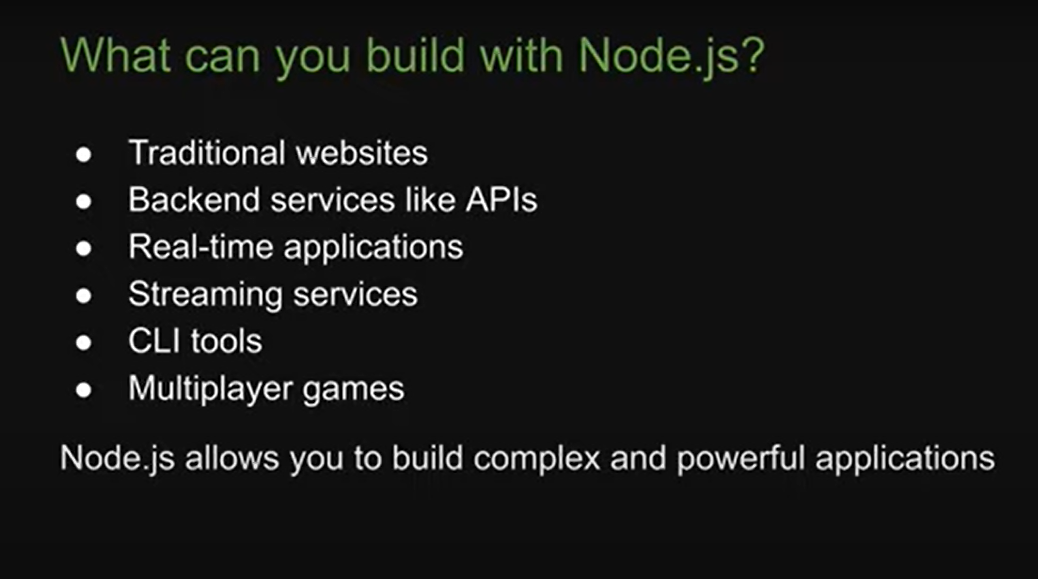 What can you build with Node.js?
● Traditional websites
● Backend services like APIs
● Real-time applications
● Streaming services
● CLI tools
● Multiplayer games
Node.js allows you to build complex and powerful applications